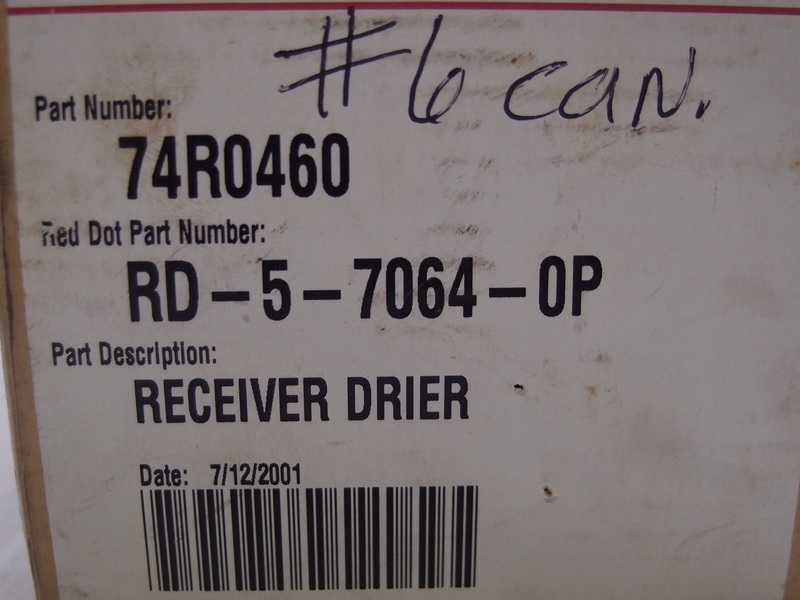 #6 can.
Part Number:
74R0460
Red Dot Part Number:
RD-5-7064-0P
Part Description:
RECEIVER DRIER
Date: 7/12/2001